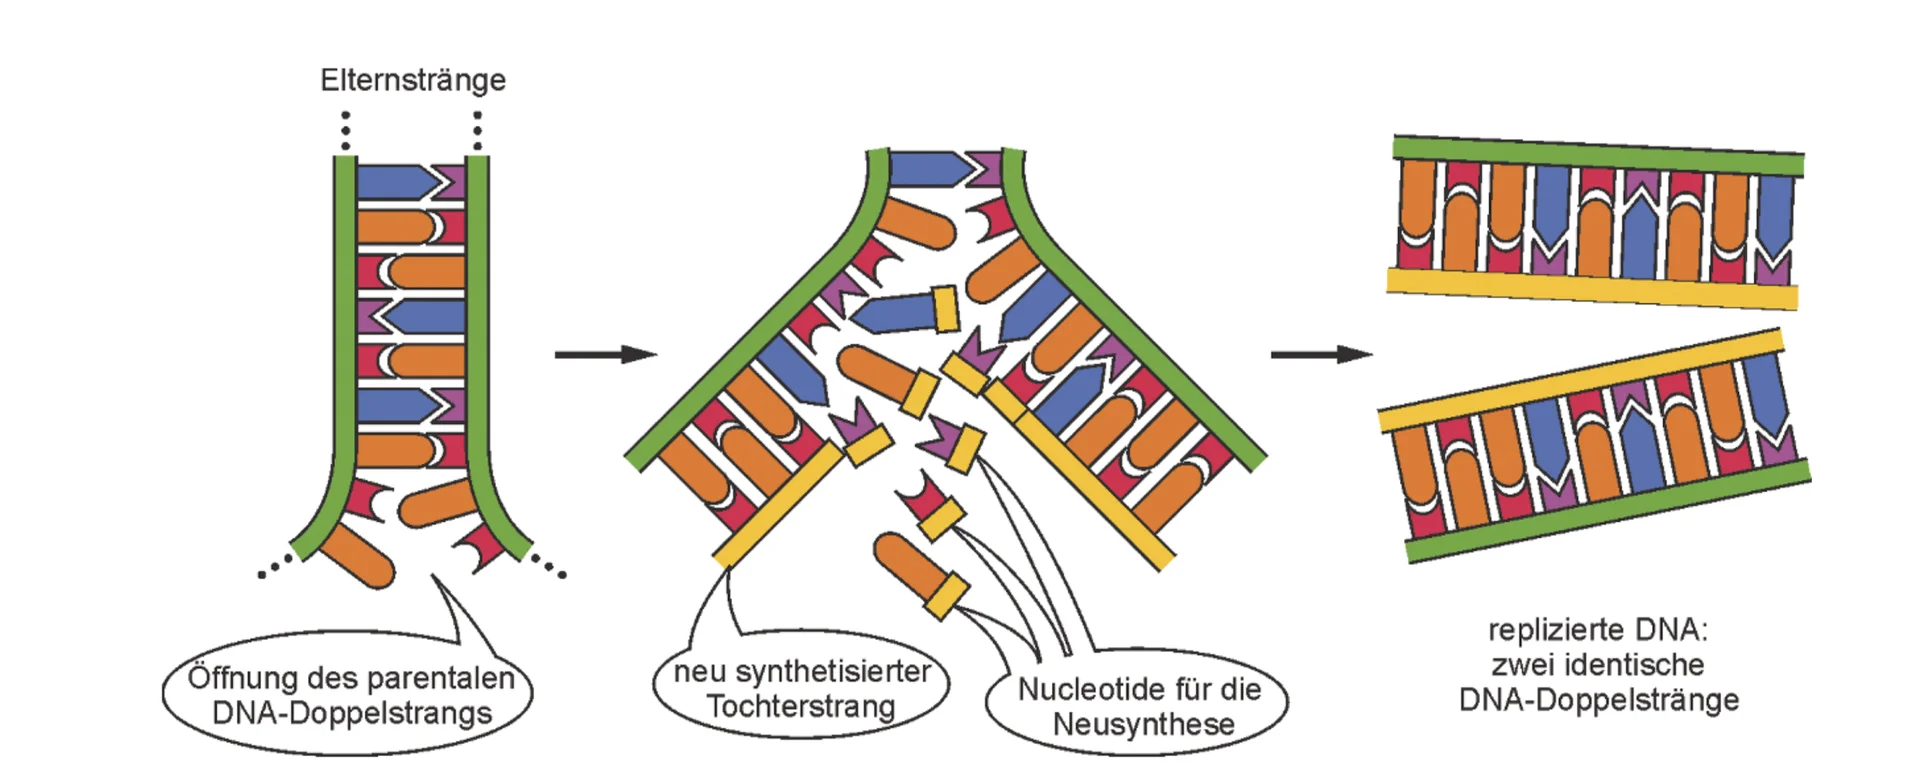 Elternstränge
Öffnung des parentalen
DNA-Doppelstrangs
neu synthetisierter
Tochterstrang
Nucleotide für die
Neusynthese
replizierte DNA:
zwei identische
DNA-Doppelstränge